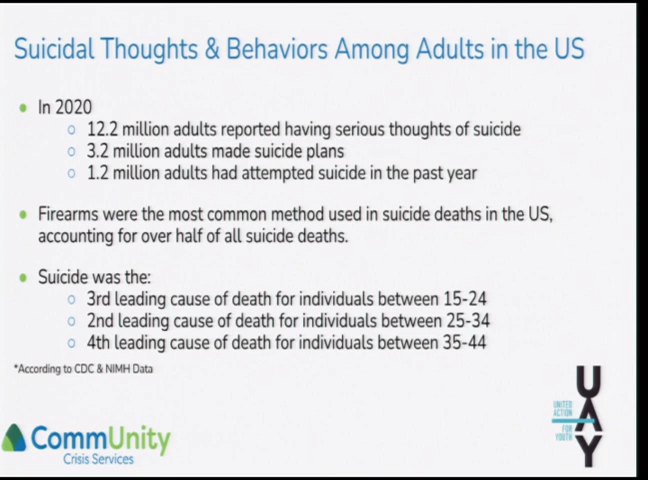 Suicidal Thoughts & Behaviors Among Adults in the US
• In 2020
○ 12.2 million adults reported having serious thoughts of suicide
○ 3.2 million adults made suicide plans
○ 1.2 million adults had attempted suicide in the past year
• Firearms were the most common method used in suicide deaths in the US,
accounting for over half of all suicide deaths.
• Suicide was the:
○ 3rd leading cause of death for individuals between 15-24
○ 2nd leading cause of death for individuals between 25-34
○ 4th leading cause of death for individuals between 35-44
*According to CDC & NIMH Data
CommUnity
Crisis Services
UNITED
ACTION
FOR
YOUTH
UAY